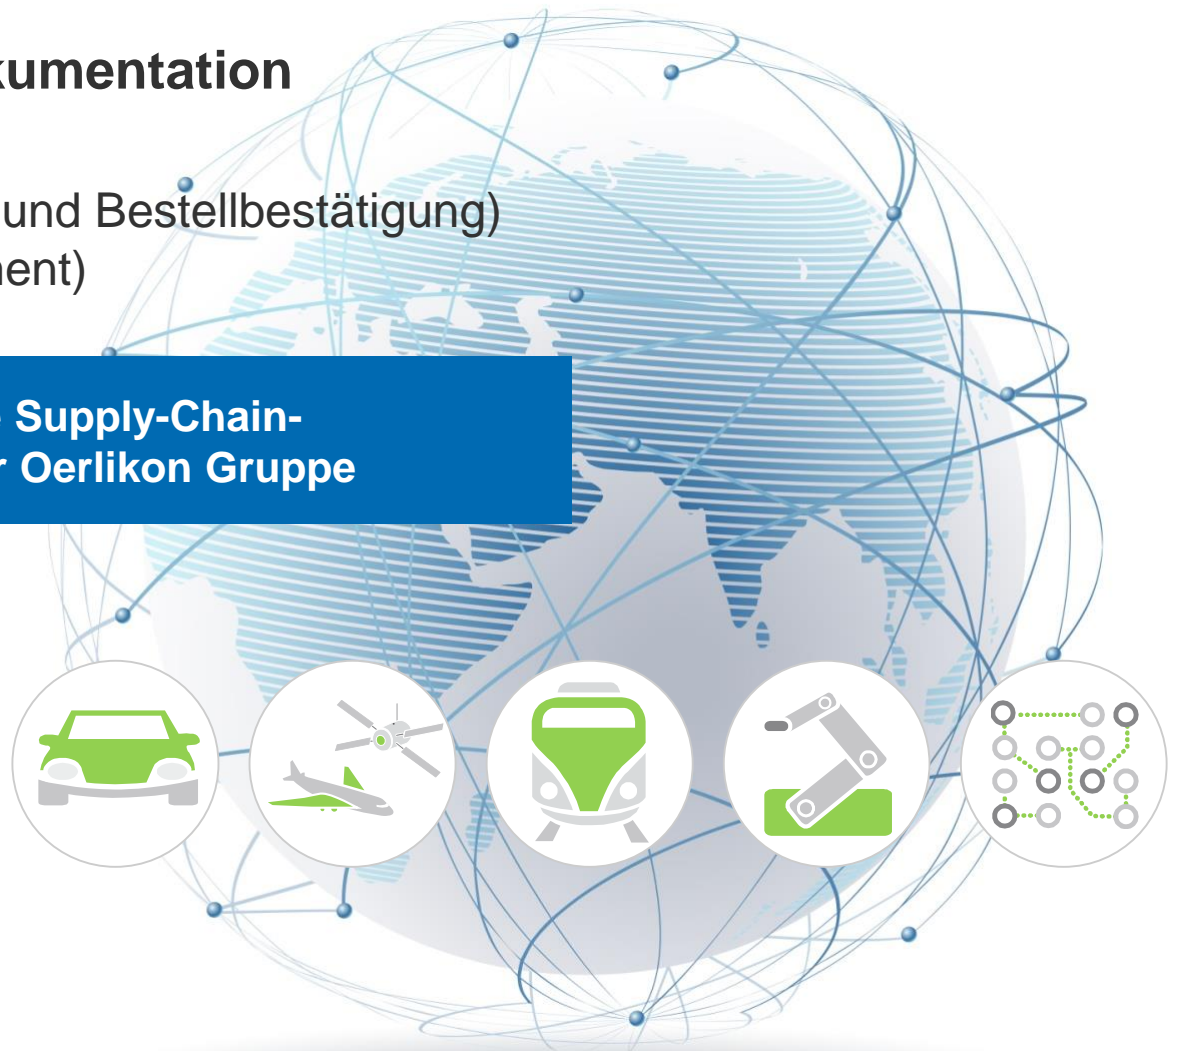 kumentation
und Bestellbestätigung)
ent)
Supply-Chain-
r Oerlikon Gruppe